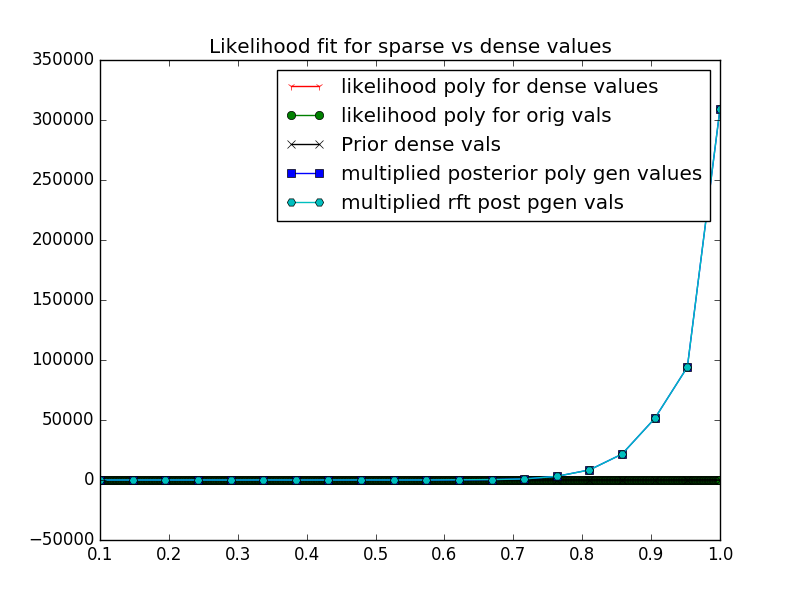 Likelihood fit for sparse vs dense values
350000
300000
250000
200000
150000
100000
50000
0
−50000
likelihood poly for dense values
likelihood poly for orig vals
Prior dense vals
multiplied posterior poly gen values
multiplied rft post pgen vals
0.1 0.2 0.3 0.4 0.5 0.6 0.7 0.8 0.9 1.0